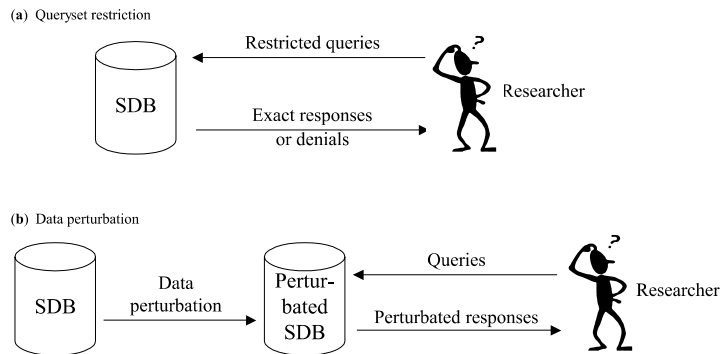 (a) Queryset restriction
Restricted queries
?
SDB
Researcher
Exact responses
or denials
(b) Data perturbation
?
SDB
Data
perturbation
Pertur-
bated
SDB
Queries
Researcher
Perturbated responses